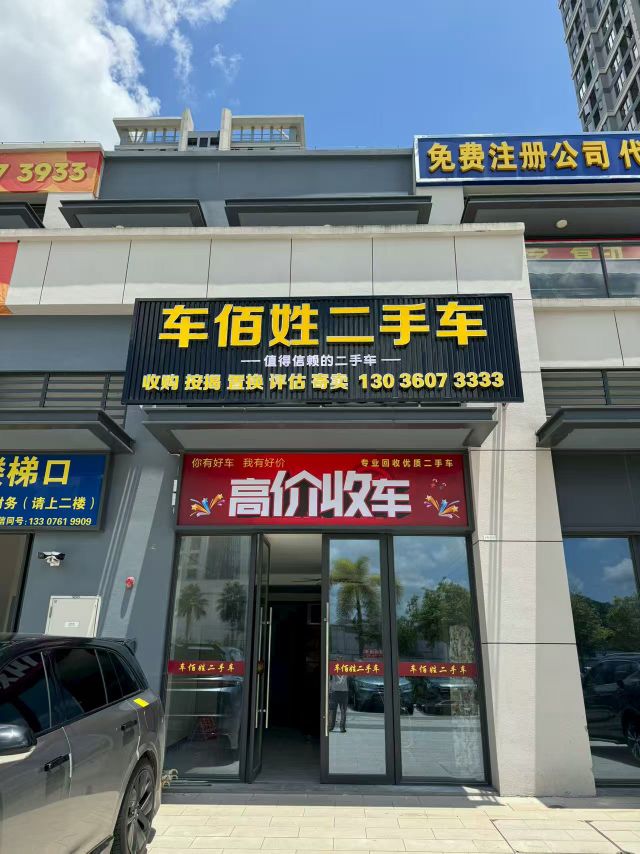 7 3933
免费注册公司 代
车佰姓二手车
值得信赖的二手车
收购 按揭 置换 评估 寄卖 130 3607 3333
你有好车 我有好价
专业回收优质二手车
高价收车
梯口
财务（请上二楼）
信同号：133 0761 9909
车佰姓二手车
车佰姓二手车
车佰姓二手车